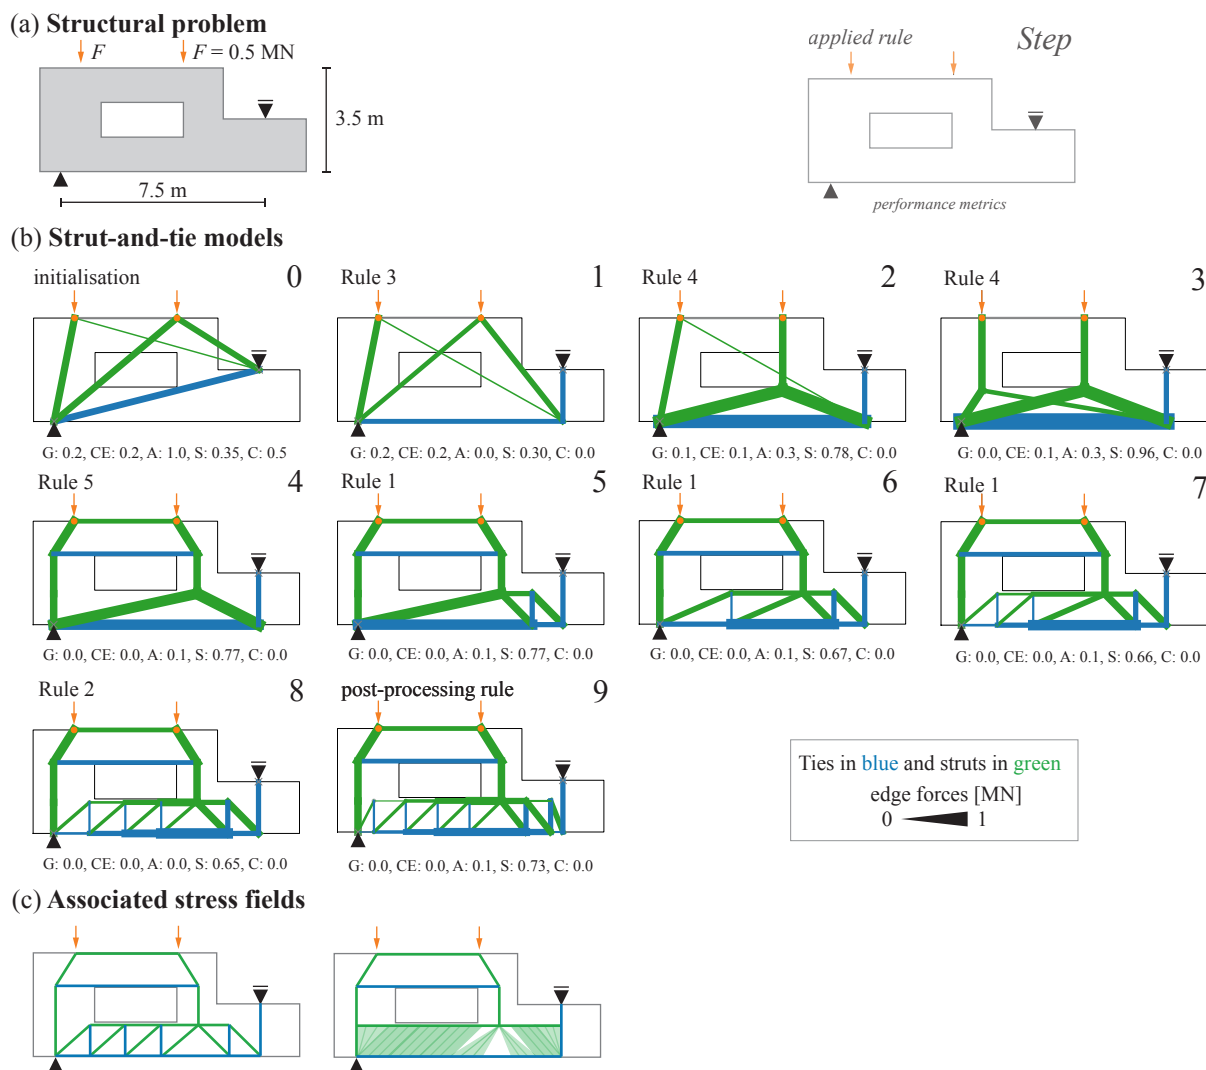 (a) Structural problem
F
F = 0.5 MN
3.5 m
7.5 m
applied rule
Step
performance metrics
(b) Strut-and-tie models
initialisation
0
G: 0.2, CE: 0.2, A: 1.0, S: 0.35, C: 0.5
Rule 3
1
G: 0.2, CE: 0.2, A: 0.0, S: 0.30, C: 0.0
Rule 4
2
G: 0.1, CE: 0.1, A: 0.3, S: 0.78, C: 0.0
Rule 4
3
G: 0.0, CE: 0.1, A: 0.3, S: 0.96, C: 0.0
Rule 5
4
G: 0.0, CE: 0.0, A: 0.1, S: 0.77, C: 0.0
Rule 1
5
G: 0.0, CE: 0.0, A: 0.1, S: 0.77, C: 0.0
Rule 1
6
G: 0.0, CE: 0.0, A: 0.1, S: 0.67, C: 0.0
Rule 1
7
G: 0.0, CE: 0.0, A: 0.1, S: 0.66, C: 0.0
Rule 2
8
G: 0.0, CE: 0.0, A: 0.0, S: 0.65, C: 0.0
post-processing rule
9
G: 0.0, CE: 0.0, A: 0.1, S: 0.73, C: 0.0
Ties in blue and struts in green
edge forces [MN]
0 1
(c) Associated stress fields